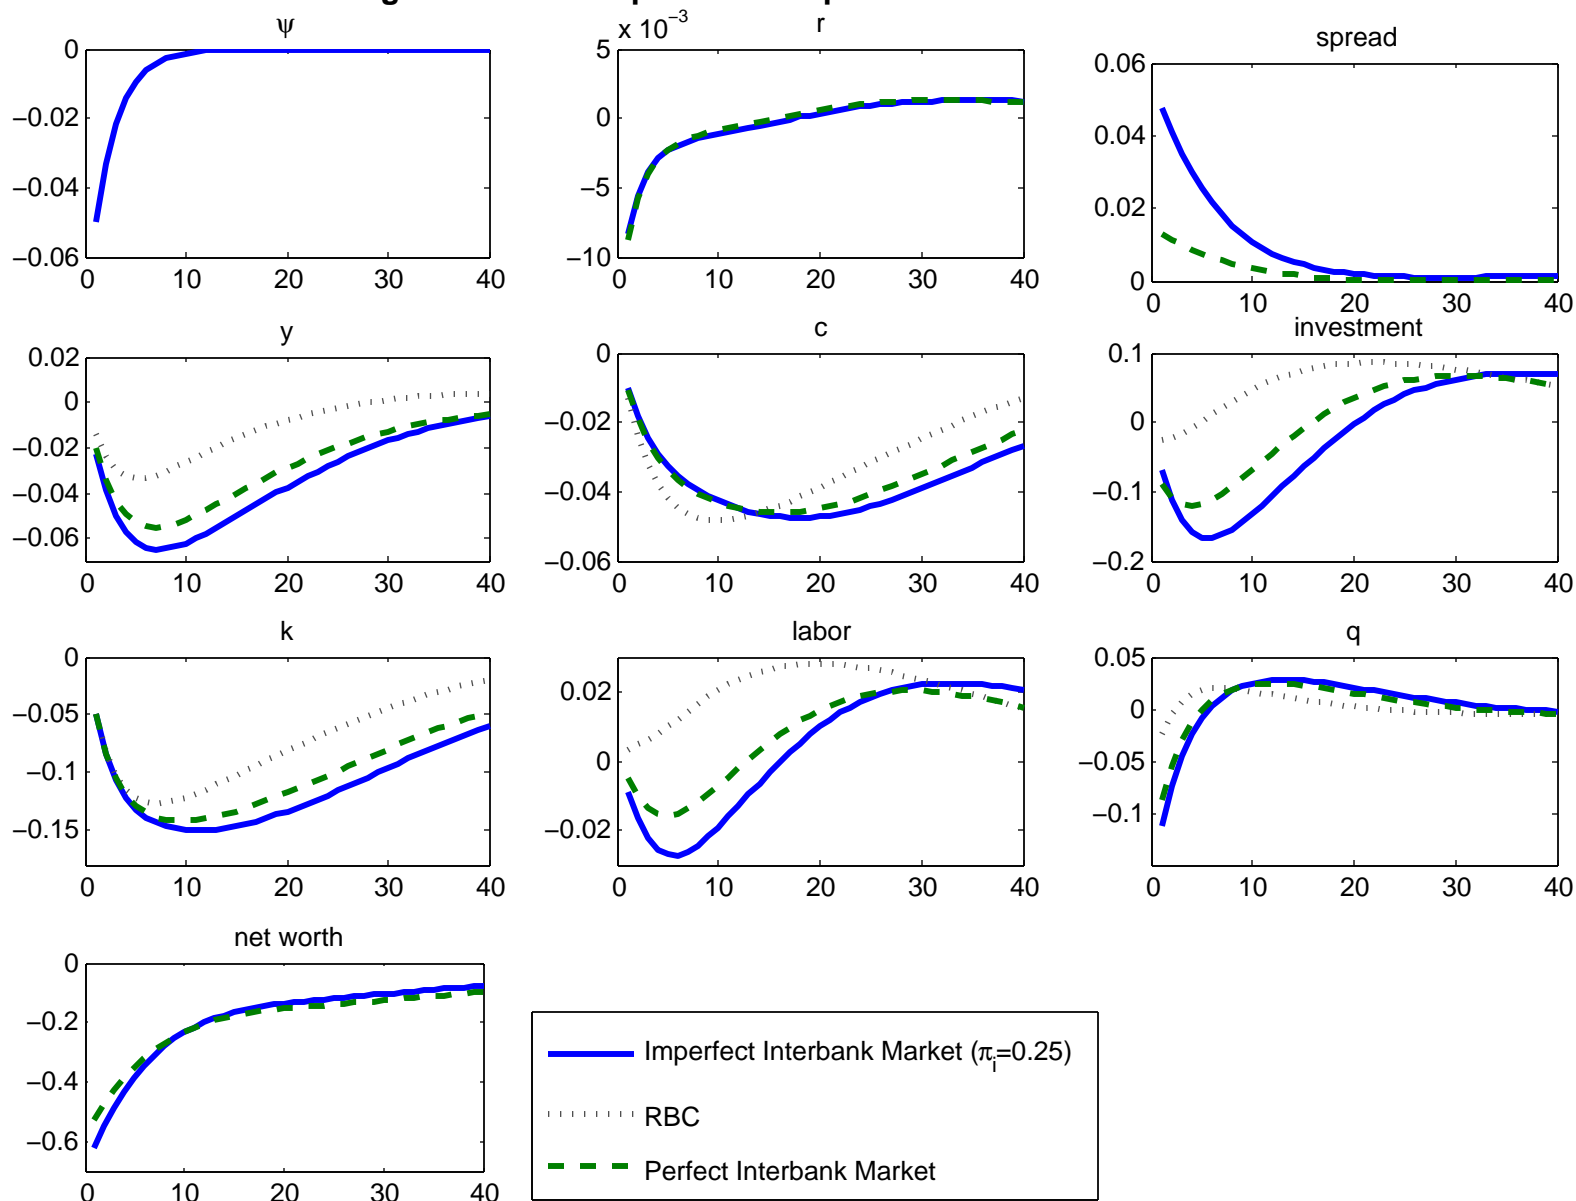 ψ
0
−0.02
−0.04
−0.06
0 10 20 30 40
r
x 10−3
5
0
−5
−10
0 10 20 30 40
spread
0.06
0.04
0.02
0
0 10 20 30 40
y
0.02
0
−0.02
−0.04
−0.06
0 10 20 30 40
c
0
−0.02
−0.04
−0.06
0 10 20 30 40
investment
0.1
0
−0.1
−0.2
0 10 20 30 40
k
0
−0.05
−0.1
−0.15
0 10 20 30 40
labor
0.02
0
−0.02
0 10 20 30 40
q
0.05
0
−0.05
−0.1
0 10 20 30 40
net worth
0
−0.2
−0.4
−0.6
0 10 20 30 40
Imperfect Interbank Market (πi=0.25)
RBC
Perfect Interbank Market